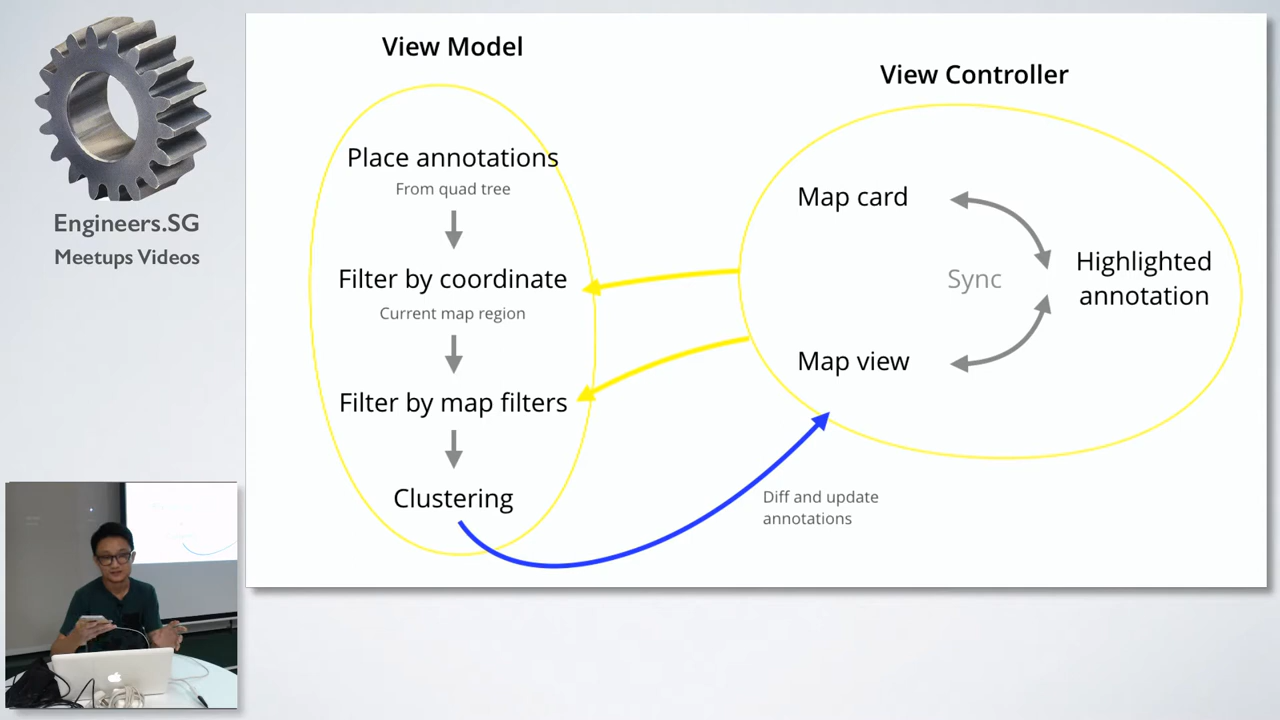 Engineers.SG
Meetups Videos
View Model
Place annotations
From quad tree
Filter by coordinate
Current map region
Filter by map filters
Clustering
View Controller
Map card
Sync
Highlighted
annotation
Map view
Diff and update
annotations